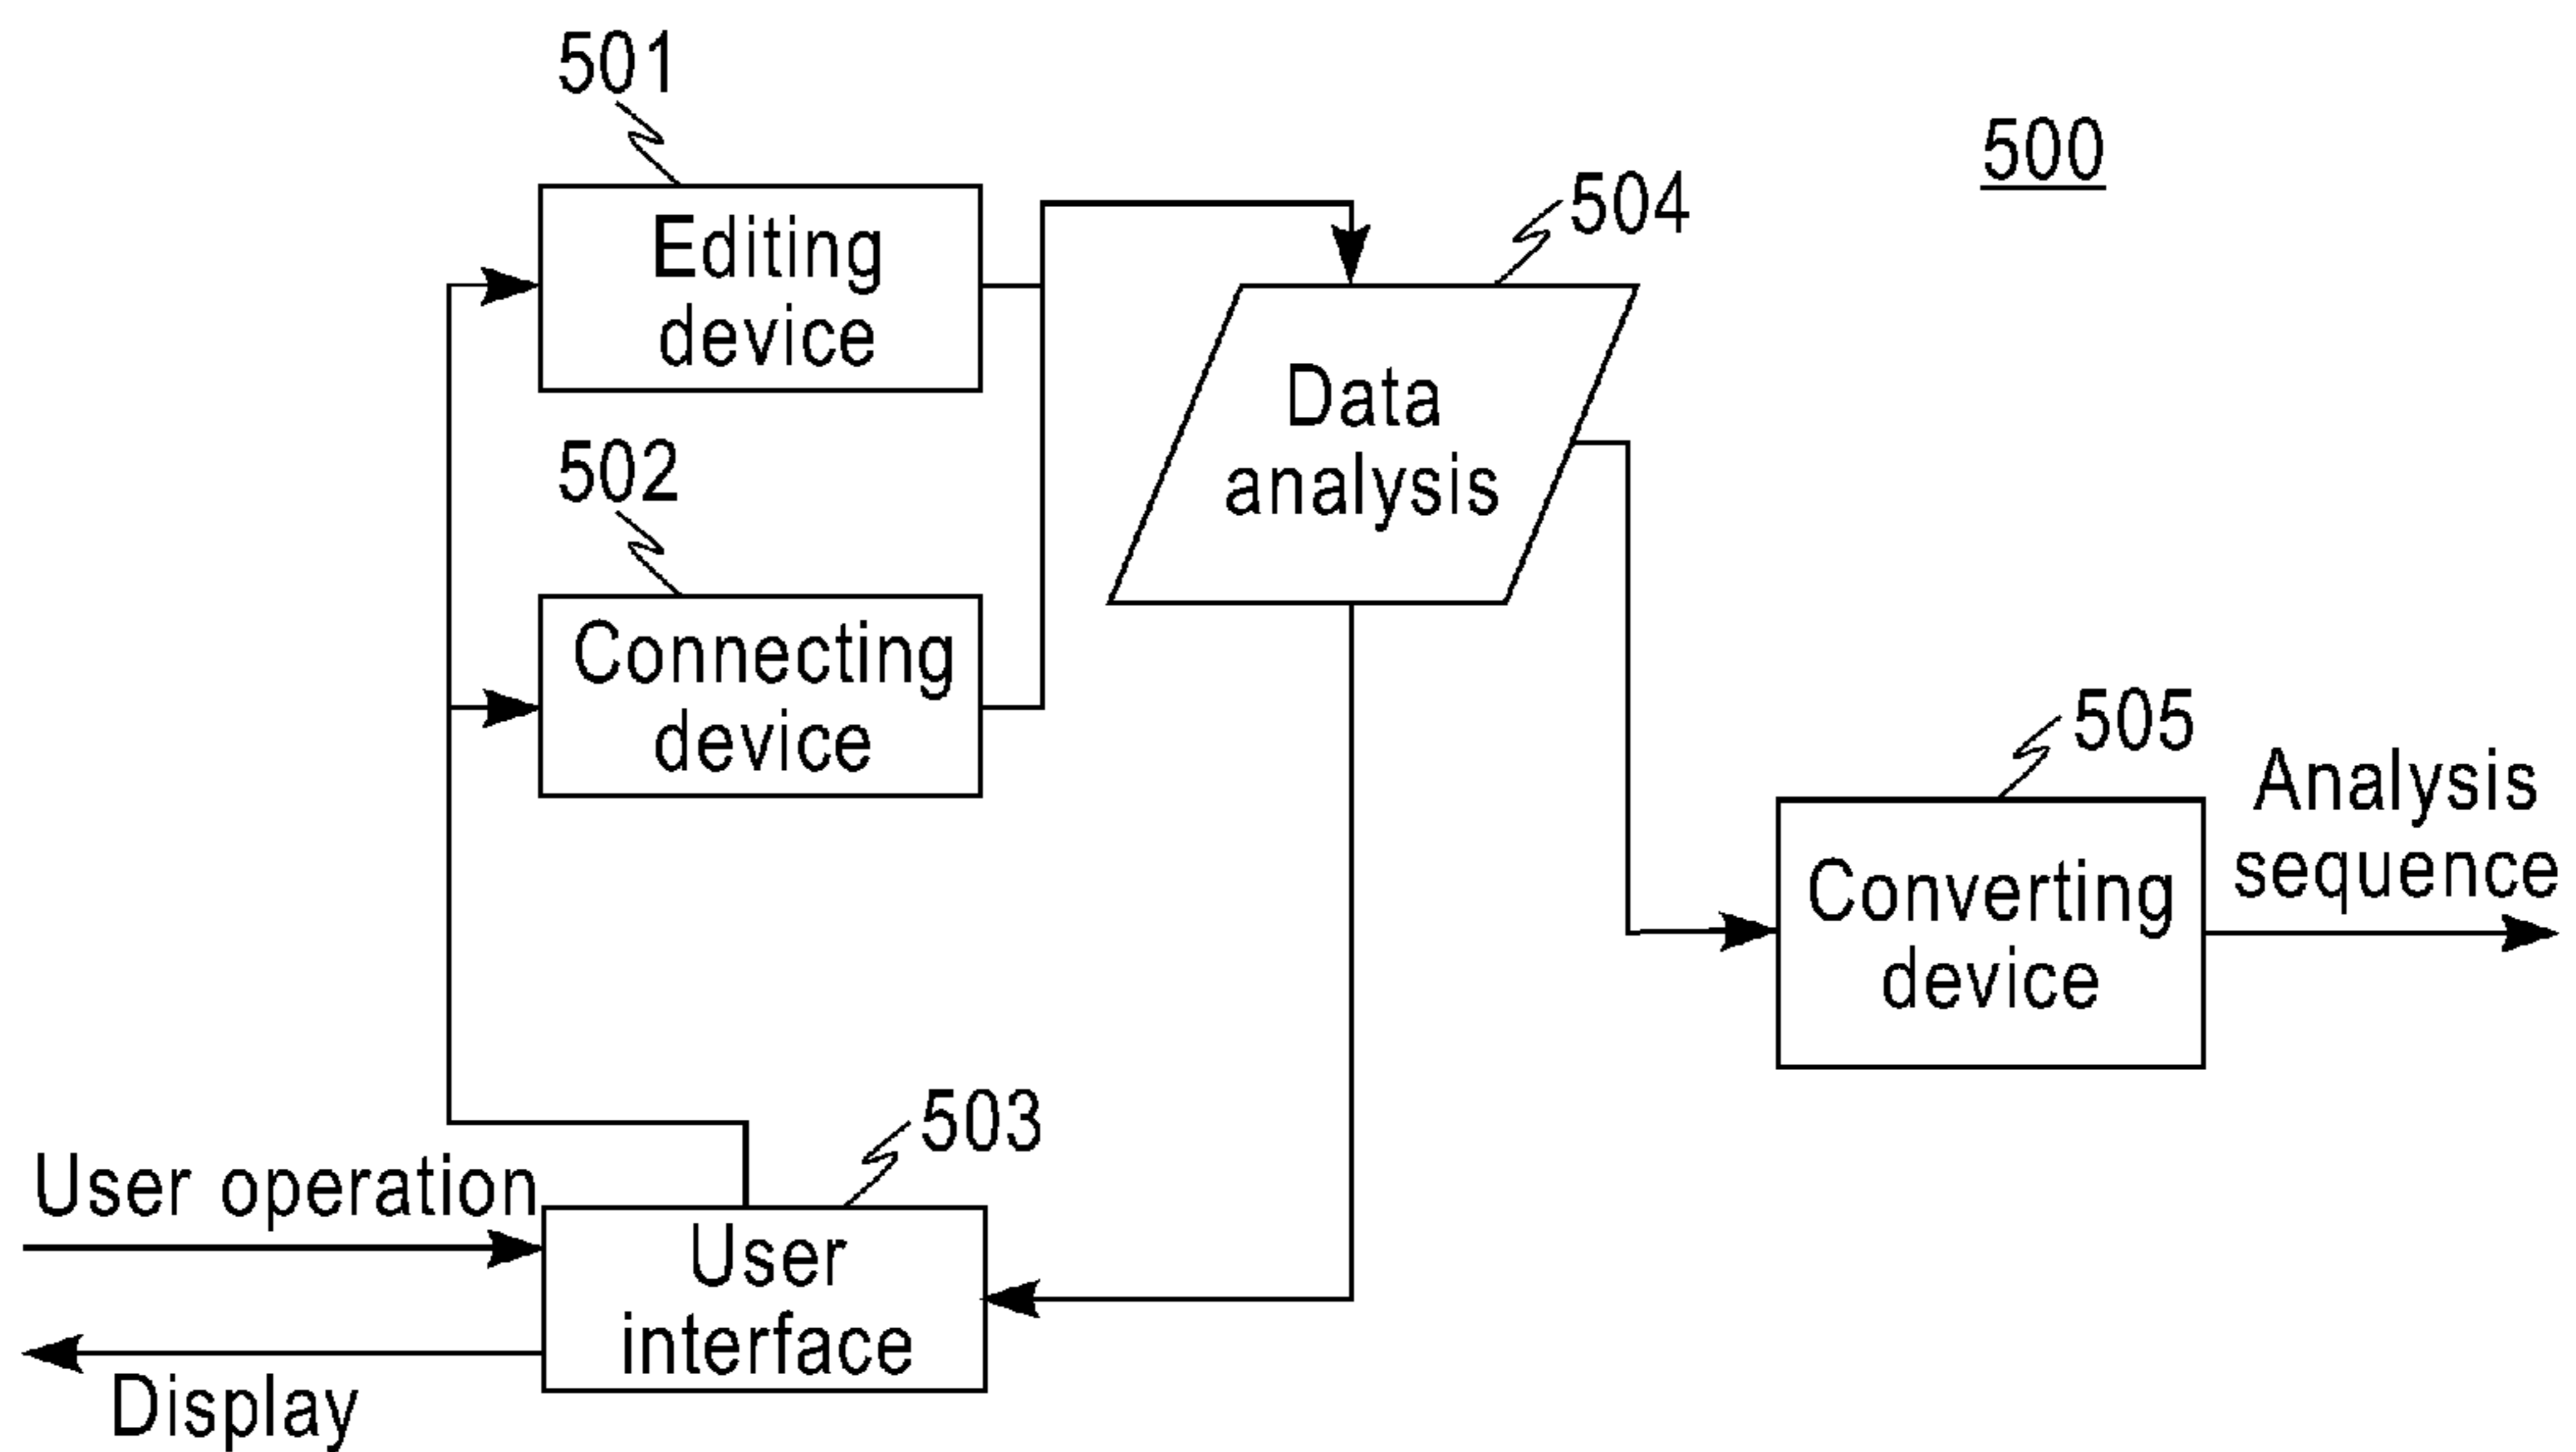 501
500
504
Editing
device
Data
analysis
502
Connecting
device
505
Analysis
sequence
Converting
device
503
User operation
User
interface
Display